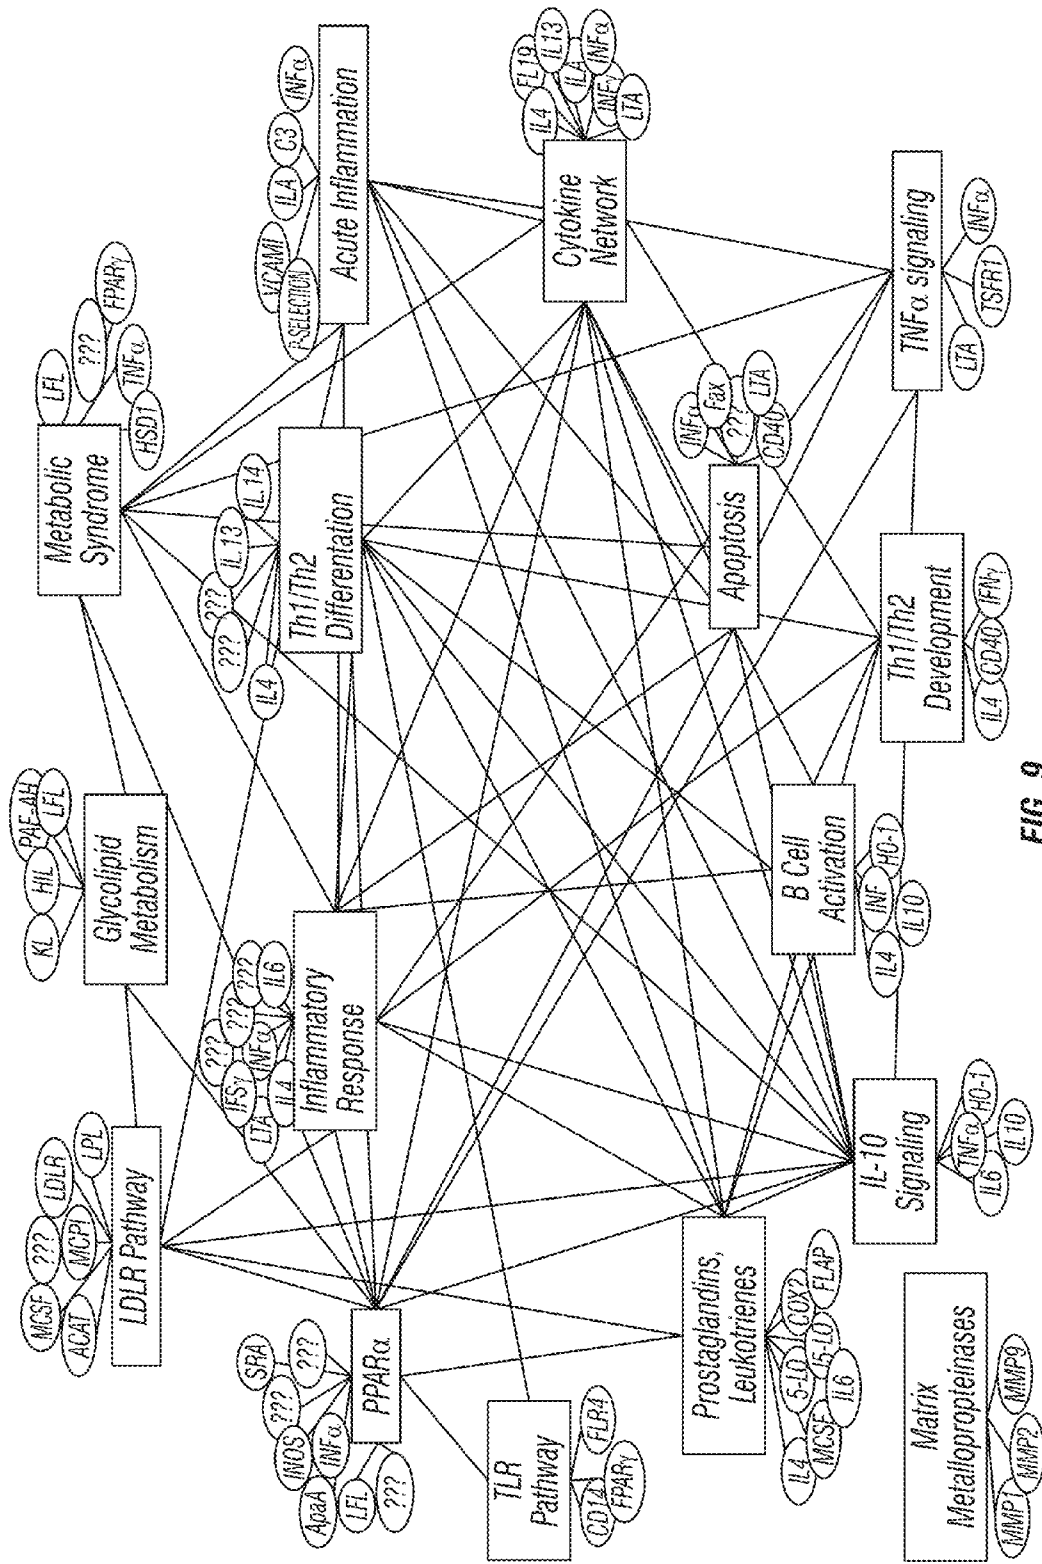 LFL
???
FPARγ
TNFα
HSD1
Metabolic
Syndrome
PAF-AH
LFL
HIL
KL
Glycolipid
Metabolism
LPL
LDLR
MCP1
???
MCSF
ACAT
LDLR Pathway
INFα
C3
ILA
VCAM1
P-SELECTION
Acute Inflammation
IL14
IL13
???
???
IL4
Th1/Th2
Differentation
IL6
???
???
???
INFα
IFSγ
IL4
LTA
Inflammatory
Response
SRA
???
???
INOS
INFα
ApaA
LFL
???
PPARα
FL19
IL13
ILA
INFα
IL4
INFγ
LTA
Cytokine
Network
TLR
Pathway
FLR4
CD14
FPARγ
INFα
Fax
???
LTA
CD40
Apoptosis
B Cell
Activation
HO-1
INF
IL4
IL10
Prostaglandins,
Leukotrienes
COX?
FLAP
5-LO
15-LO
IL4
MCSF
IL6
TNFα signaling
INFα
TSFR1
LTA
Th1/Th2
Development
IFNγ
CD40
IL4
IL-10
Signaling
HO-1
TNFα
IL6
IL10
Matrix
Metallopropteinases
MMP9
MMP2
MMP1
FIG. 9